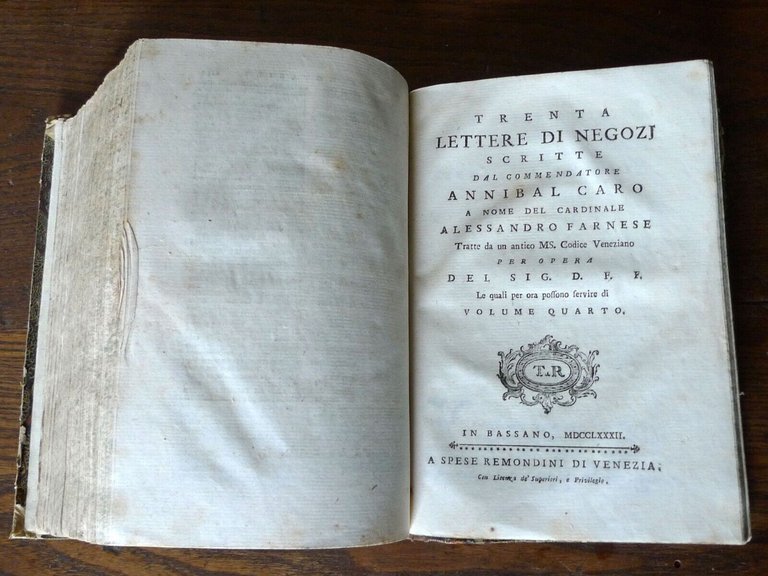 TRENTA
LETTERE DI NEGOZJ
SCRITTE
DAL COMMENDATORE
ANNIBAL CARO
A NOME DEL CARDINALE
ALESSANDRO FARNESE
Tratte da un antico MS. Codice Veneziano
PER OPERA
DEL SIG. D. F. F.
Le quali per ora possono servire di
VOLUME QUARTO.
T.R
IN BASSANO, MDCCLXXXII.
A SPESE REMONDINI DI VENEZIA,
Con Licenza de' Superiori, e Privilegio.